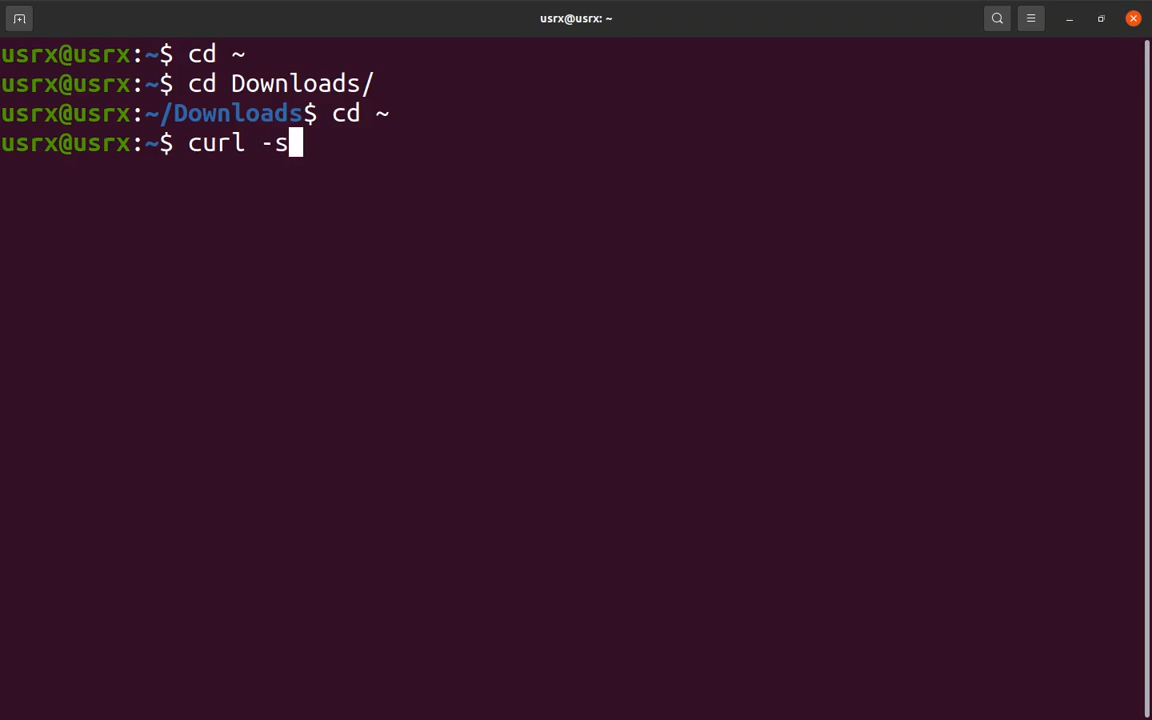 usrx@usrx: ~
usrx@usrx:~$ cd ~
usrx@usrx:~$ cd Downloads/
usrx@usrx:~/Downloads$ cd ~
usrx@usrx:~$ curl -s